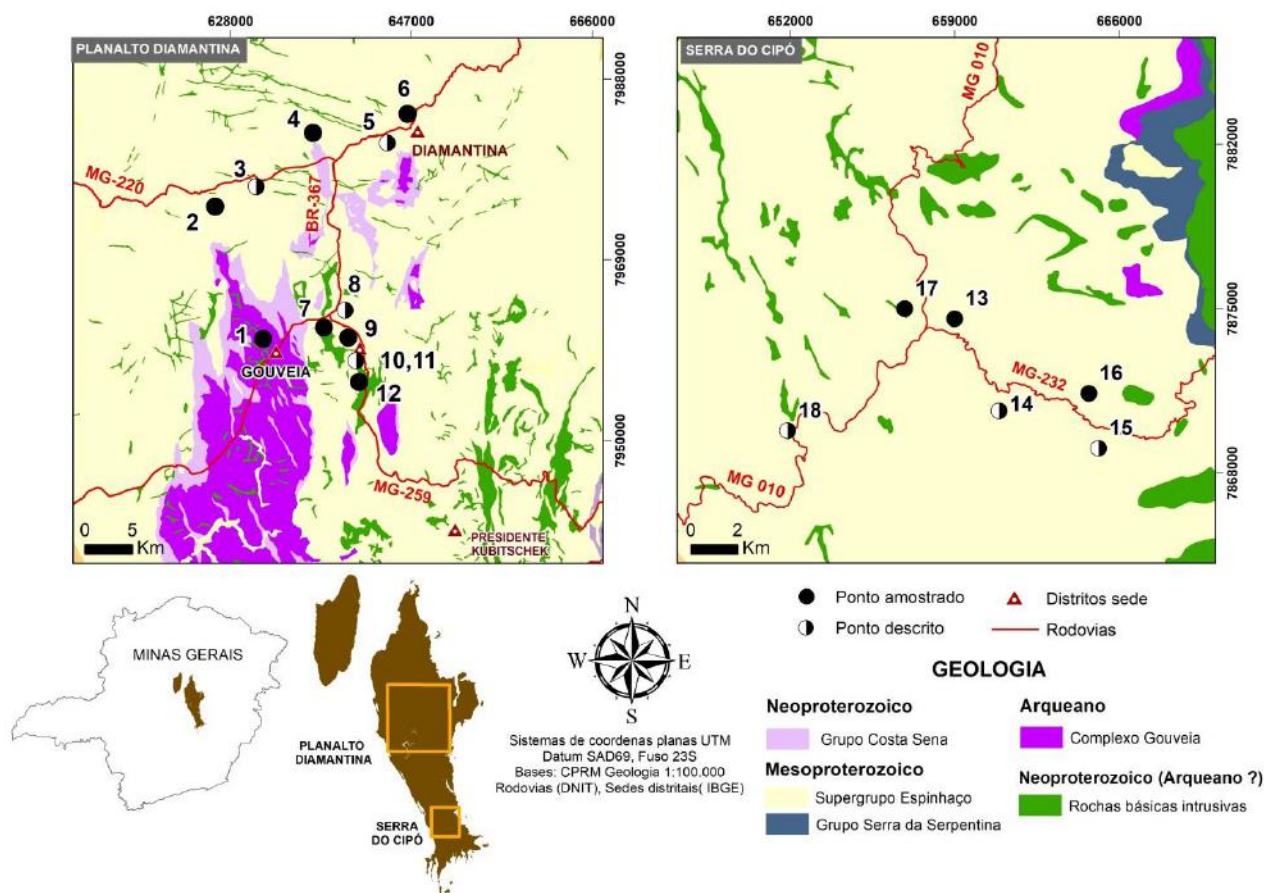 628000
647000
666000
652000
659000
666000
PLANALTO DIAMANTINA
SERRA DO CIPÓ
7988000
7969000
7950000
7882000
7875000
7868000
MG-220
BR-367
MG-259
DIAMANTINA
GOUVEIA
PRESIDENTE
KUBITSCHEK
1
2
3
4
5
6
7
8
9
10,11
12
0
5
Km
MG 010
MG-232
MG 010
13
14
15
16
17
18
0
2
Km
MINAS GERAIS
PLANALTO
DIAMANTINA
SERRA
DO CIPÓ
N
W
E
S
Sistemas de coordenas planas UTM
Datum SAD69, Fuso 23S
Bases: CPRM Geologia 1:100.000
Rodovias (DNIT), Sedes distritais( IBGE)
Ponto amostrado
Distritos sede
Ponto descrito
Rodovias
GEOLOGIA
Neoproterozoico
Grupo Costa Sena
Mesoproterozoico
Supergrupo Espinhaço
Grupo Serra da Serpentina
Arqueano
Complexo Gouveia
Neoproterozoico (Arqueano ?)
Rochas básicas intrusivas